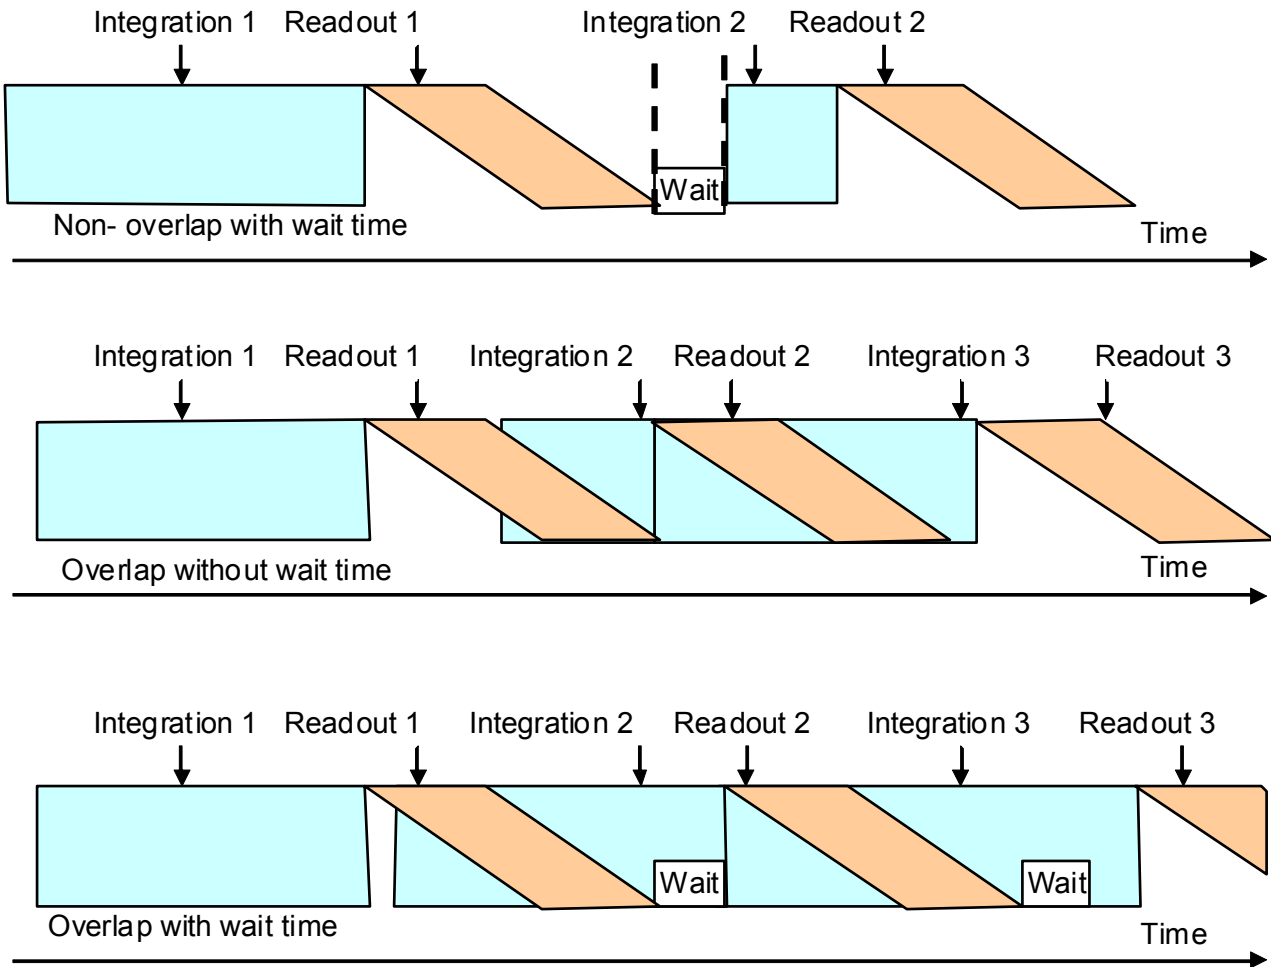 Integration 1 Readout 1 Integration 2 Readout 2
Wait
Non- overlap with wait time
Time
Integration 1 Readout 1 Integration 2 Readout 2 Integration 3 Readout 3
Overlap without wait time
Time
Integration 1 Readout 1 Integration 2 Readout 2 Integration 3 Readout 3
Wait Wait
Overlap with wait time
Time